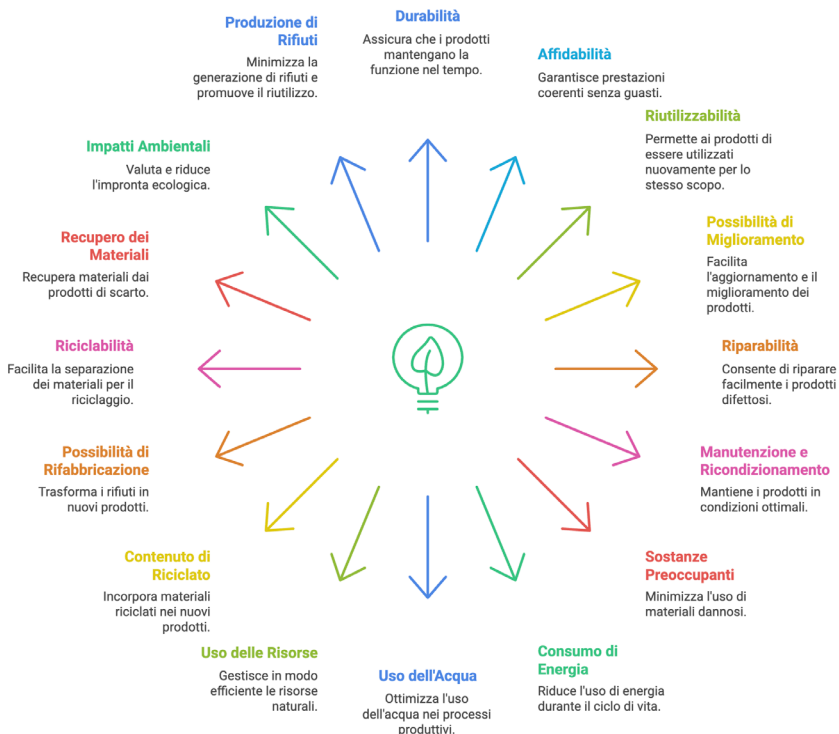 Durabilità
Assicura che i prodotti
mantengano la
funzione nel tempo.
Affidabilità
Garantisce prestazioni
coerenti senza guasti.
Riutilizzabilità
Permette ai prodotti di
essere utilizzati
nuovamente per lo
stesso scopo.
Possibilità di
Miglioramento
Facilita
l'aggiornamento e il
miglioramento dei
prodotti.
Riparabilità
Consente di riparare
facilmente i prodotti
difettosi.
Manutenzione e
Ricondizionamento
Mantiene i prodotti in
condizioni ottimali.
Sostanze
Preoccupanti
Minimizza l'uso di
materiali dannosi.
Consumo di
Energia
Riduce l'uso di energia
durante il ciclo di vita.
Uso dell'Acqua
Ottimizza l'uso
dell'acqua nei processi
produttivi.
Uso delle Risorse
Gestisce in modo
efficiente le risorse
naturali.
Contenuto di
Riciclato
Incorpora materiali
riciclati nei nuovi
prodotti.
Possibilità di
Rifabbricazione
Trasforma i rifiuti in
nuovi prodotti.
Riciclabilità
Facilita la separazione
dei materiali per il
riciclaggio.
Recupero dei
Materiali
Recupera materiali dai
prodotti di scarto.
Impatti Ambientali
Valuta e riduce
l'impronta ecologica.
Produzione di
Rifiuti
Minimizza la
generazione di rifiuti e
promuove il riutilizzo.